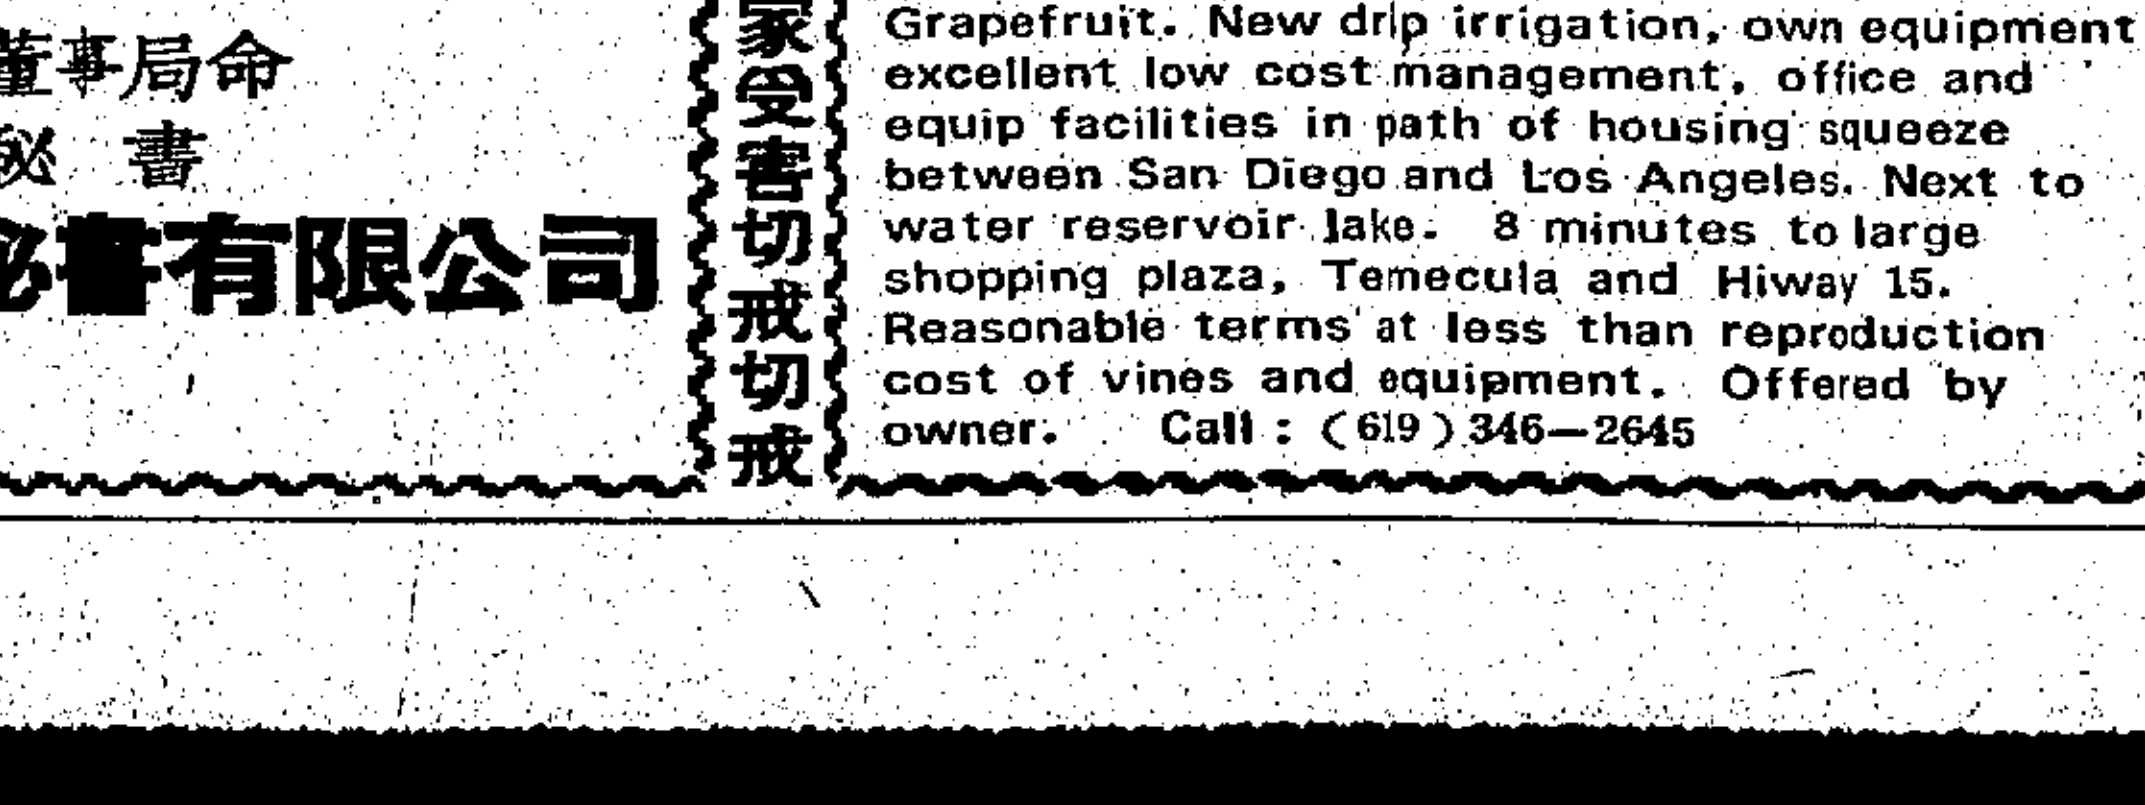 董事局命
秘 書
秘書有限公司
家受害切戒切戒
Grapefruit. New drip irrigation, own equipment
excellent low cost management, office and
equip facilities in path of housing squeeze
between San Diego and Los Angeles. Next to
water reservoir lake. 8 minutes to large
shopping plaza, Temecula and Hiway 15.
Reasonable terms at less than reproduction
cost of vines and equipment. Offered by
owner. Call : (619) 346—2645